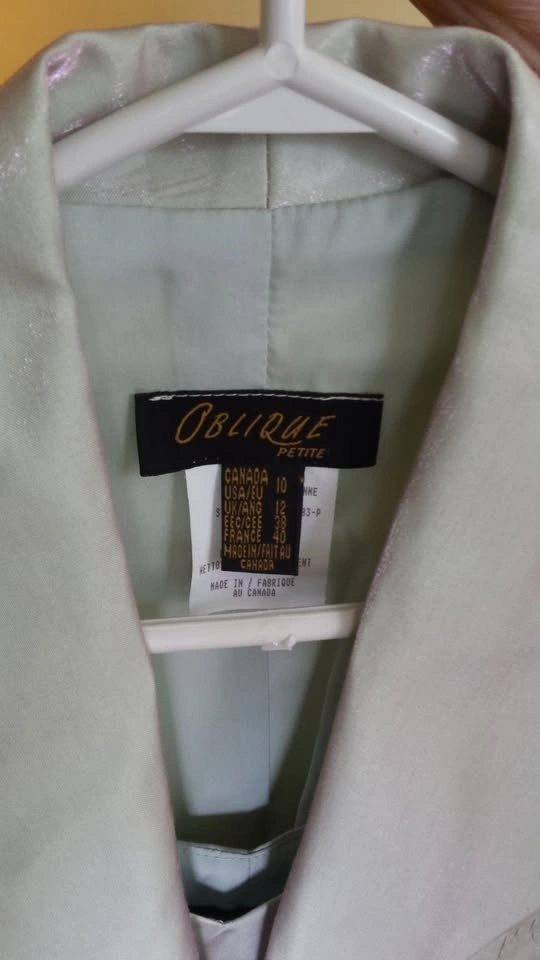 OBLIQUE
PETITE
CANADA
USA/EU 10
UK/ANG 12
EEC/CEE 38
FRANCE 40
MADE IN/FAIT AU
CANADA
83-P
MADE IN / FABRIQUE
AU CANADA